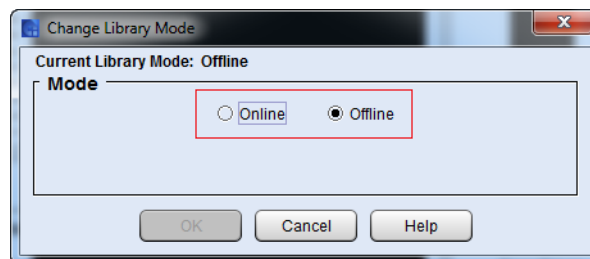 Change Library Mode
Current Library Mode: Offline
Mode
Online Offline
OK Cancel Help